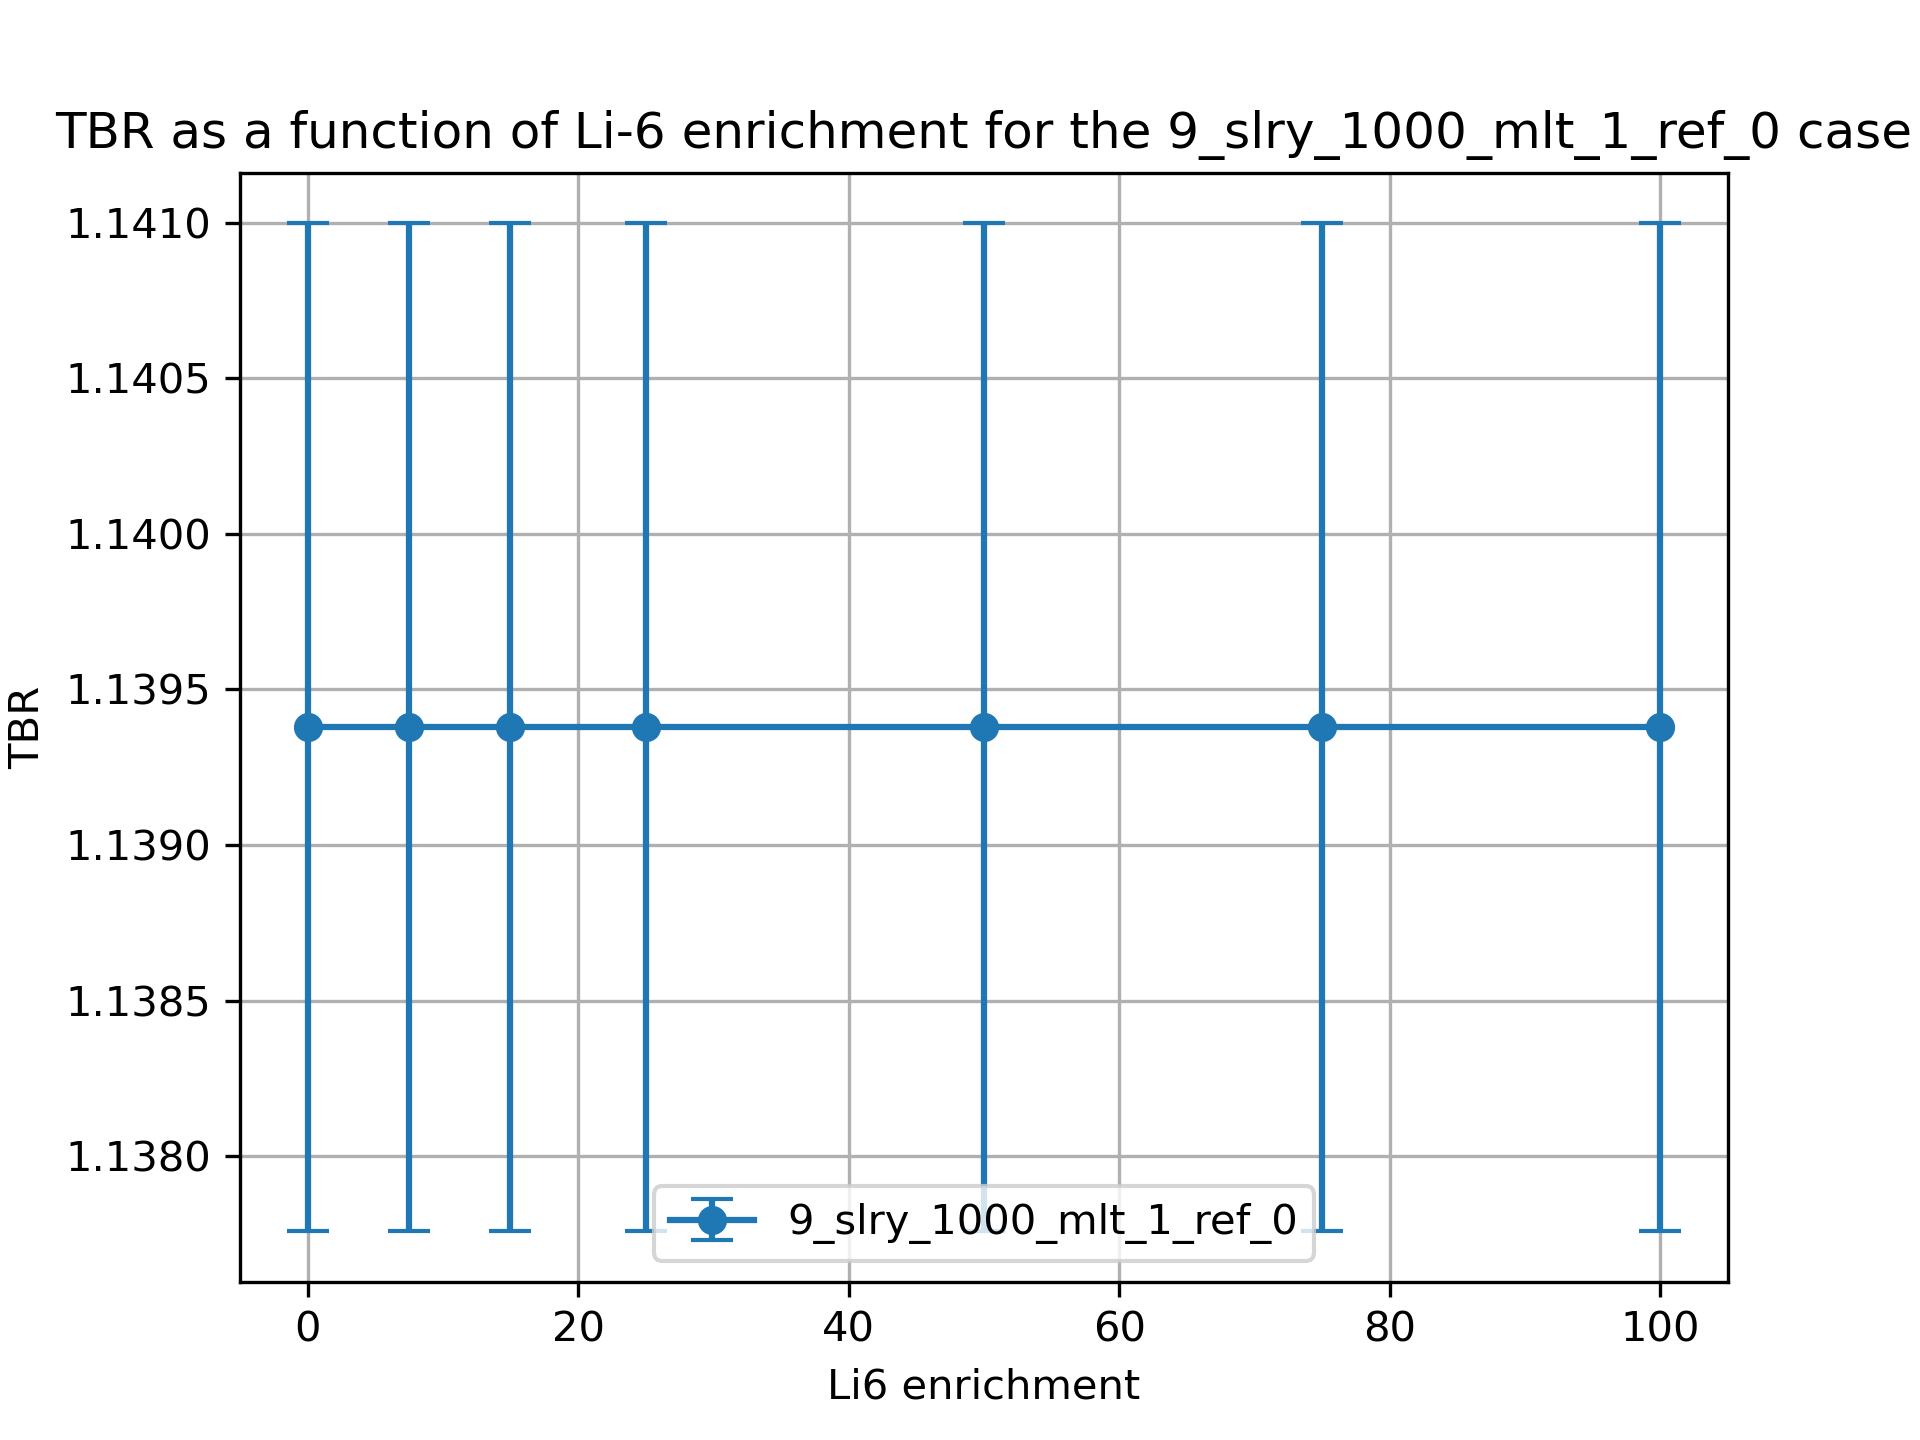 TBR as a function of Li-6 enrichment for the 9_slry_1000_mlt_1_ref_0 case
1.1410
1.1405
1.1400
1.1395
1.1390
1.1385
1.1380
TBR
9_slry_1000_mlt_1_ref_0
0 20 40 60 80 100
Li6 enrichment